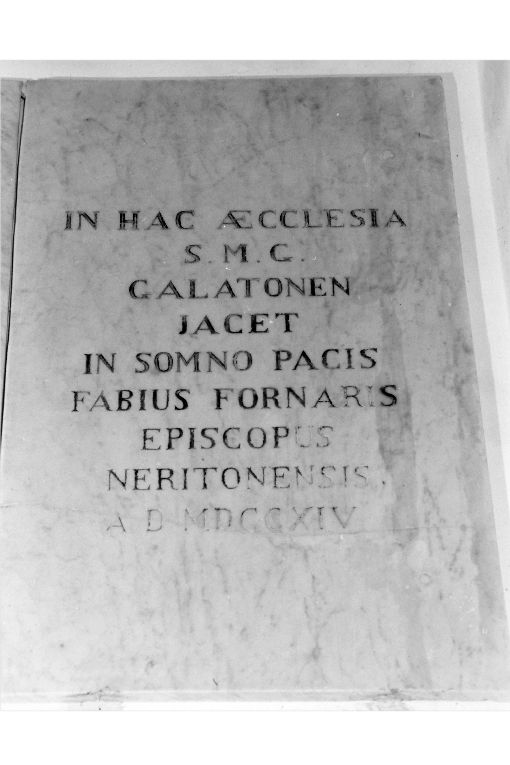 IN HAC ÆCCLESIA
S. M. G.
GALATONEN
JACET
IN SOMNO PACIS
FABIUS FORNARIS
EPISCOPUS
NERITONENSIS.
A D MDCCXIV